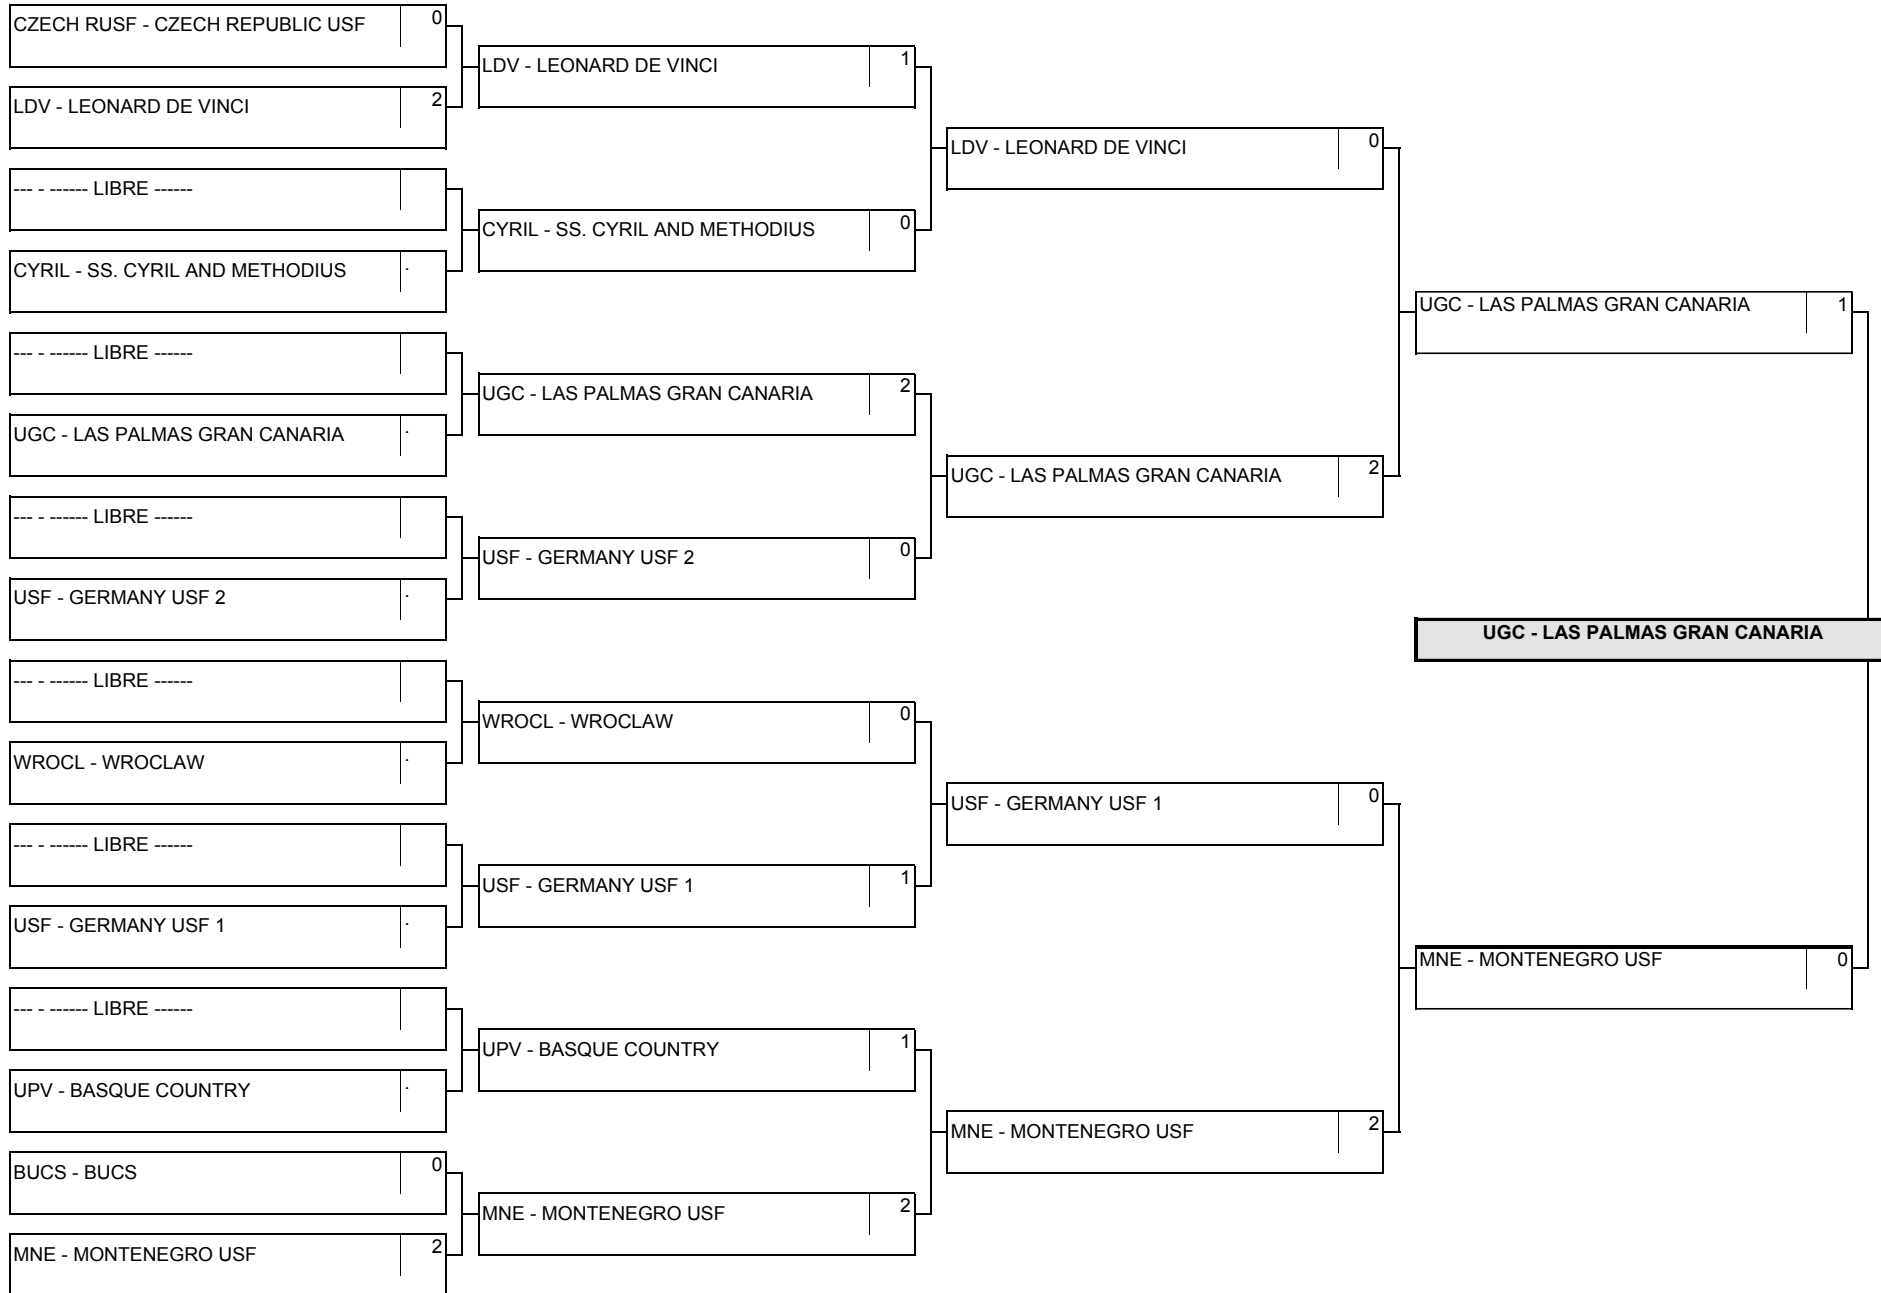 CZECH RUSF - CZECH REPUBLIC USF 0
LDV - LEONARD DE VINCI 2
--- - ------ LIBRE ------
CYRIL - SS. CYRIL AND METHODIUS .
--- - ------ LIBRE ------
UGC - LAS PALMAS GRAN CANARIA .
--- - ------ LIBRE ------
USF - GERMANY USF 2 .
--- - ------ LIBRE ------
WROCL - WROCLAW .
--- - ------ LIBRE ------
USF - GERMANY USF 1 .
--- - ------ LIBRE ------
UPV - BASQUE COUNTRY .
BUCS - BUCS 0
MNE - MONTENEGRO USF 2
LDV - LEONARD DE VINCI 1
CYRIL - SS. CYRIL AND METHODIUS 0
UGC - LAS PALMAS GRAN CANARIA 2
USF - GERMANY USF 2 0
WROCL - WROCLAW 0
USF - GERMANY USF 1 1
UPV - BASQUE COUNTRY 1
MNE - MONTENEGRO USF 2
LDV - LEONARD DE VINCI 0
UGC - LAS PALMAS GRAN CANARIA 2
USF - GERMANY USF 1 0
MNE - MONTENEGRO USF 2
UGC - LAS PALMAS GRAN CANARIA 1
MNE - MONTENEGRO USF 0
UGC - LAS PALMAS GRAN CANARIA